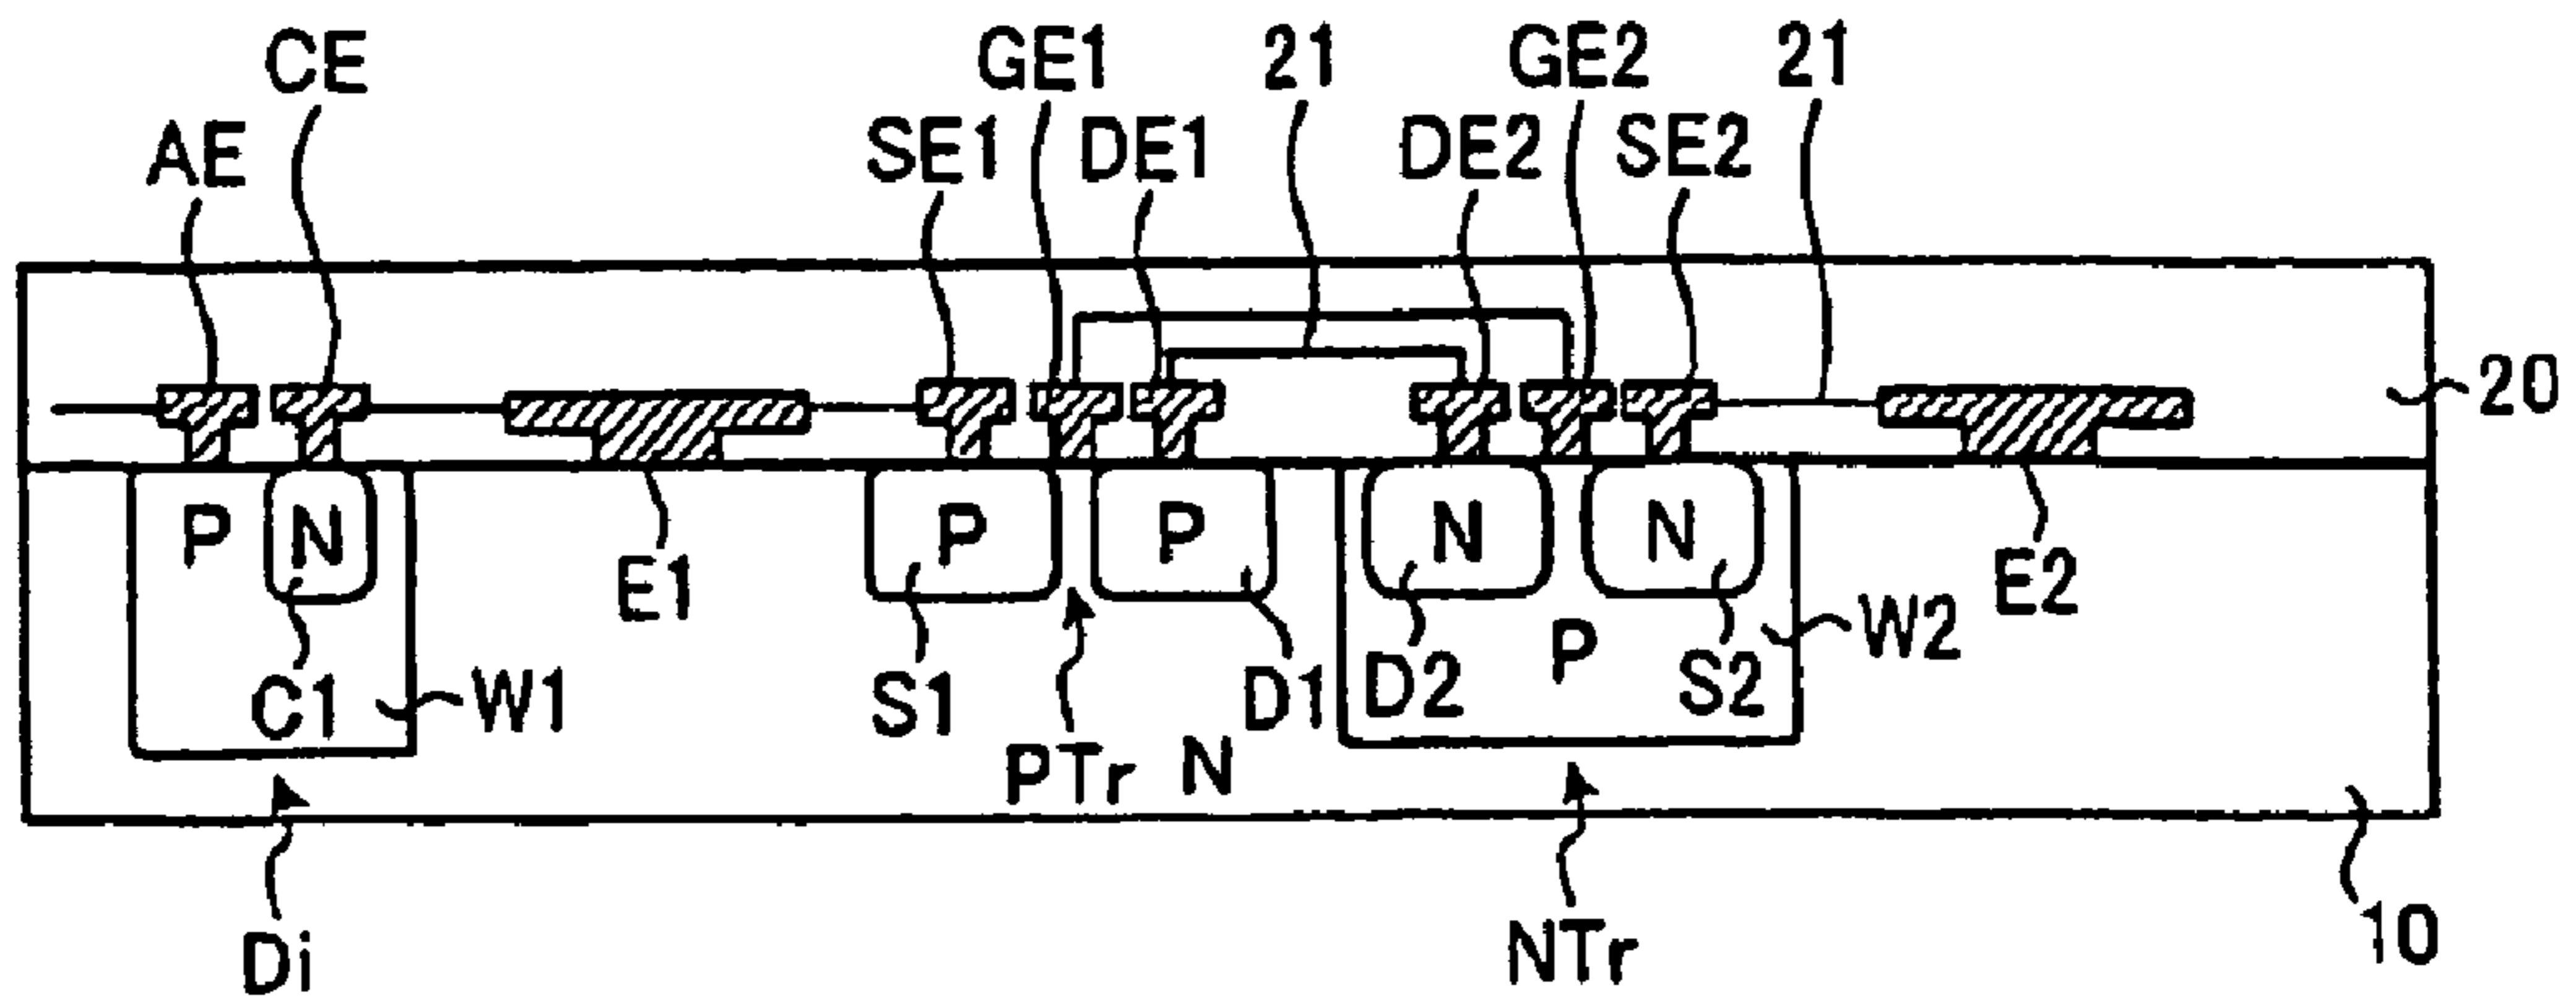 CE GE1 21 GE2 21
AE SE1 DE1 DE2 SE2
20
P N P P N N
E1 E2
C1 W1 S1 D1 D2 P S2 W2
PTr N
Di NTr 10